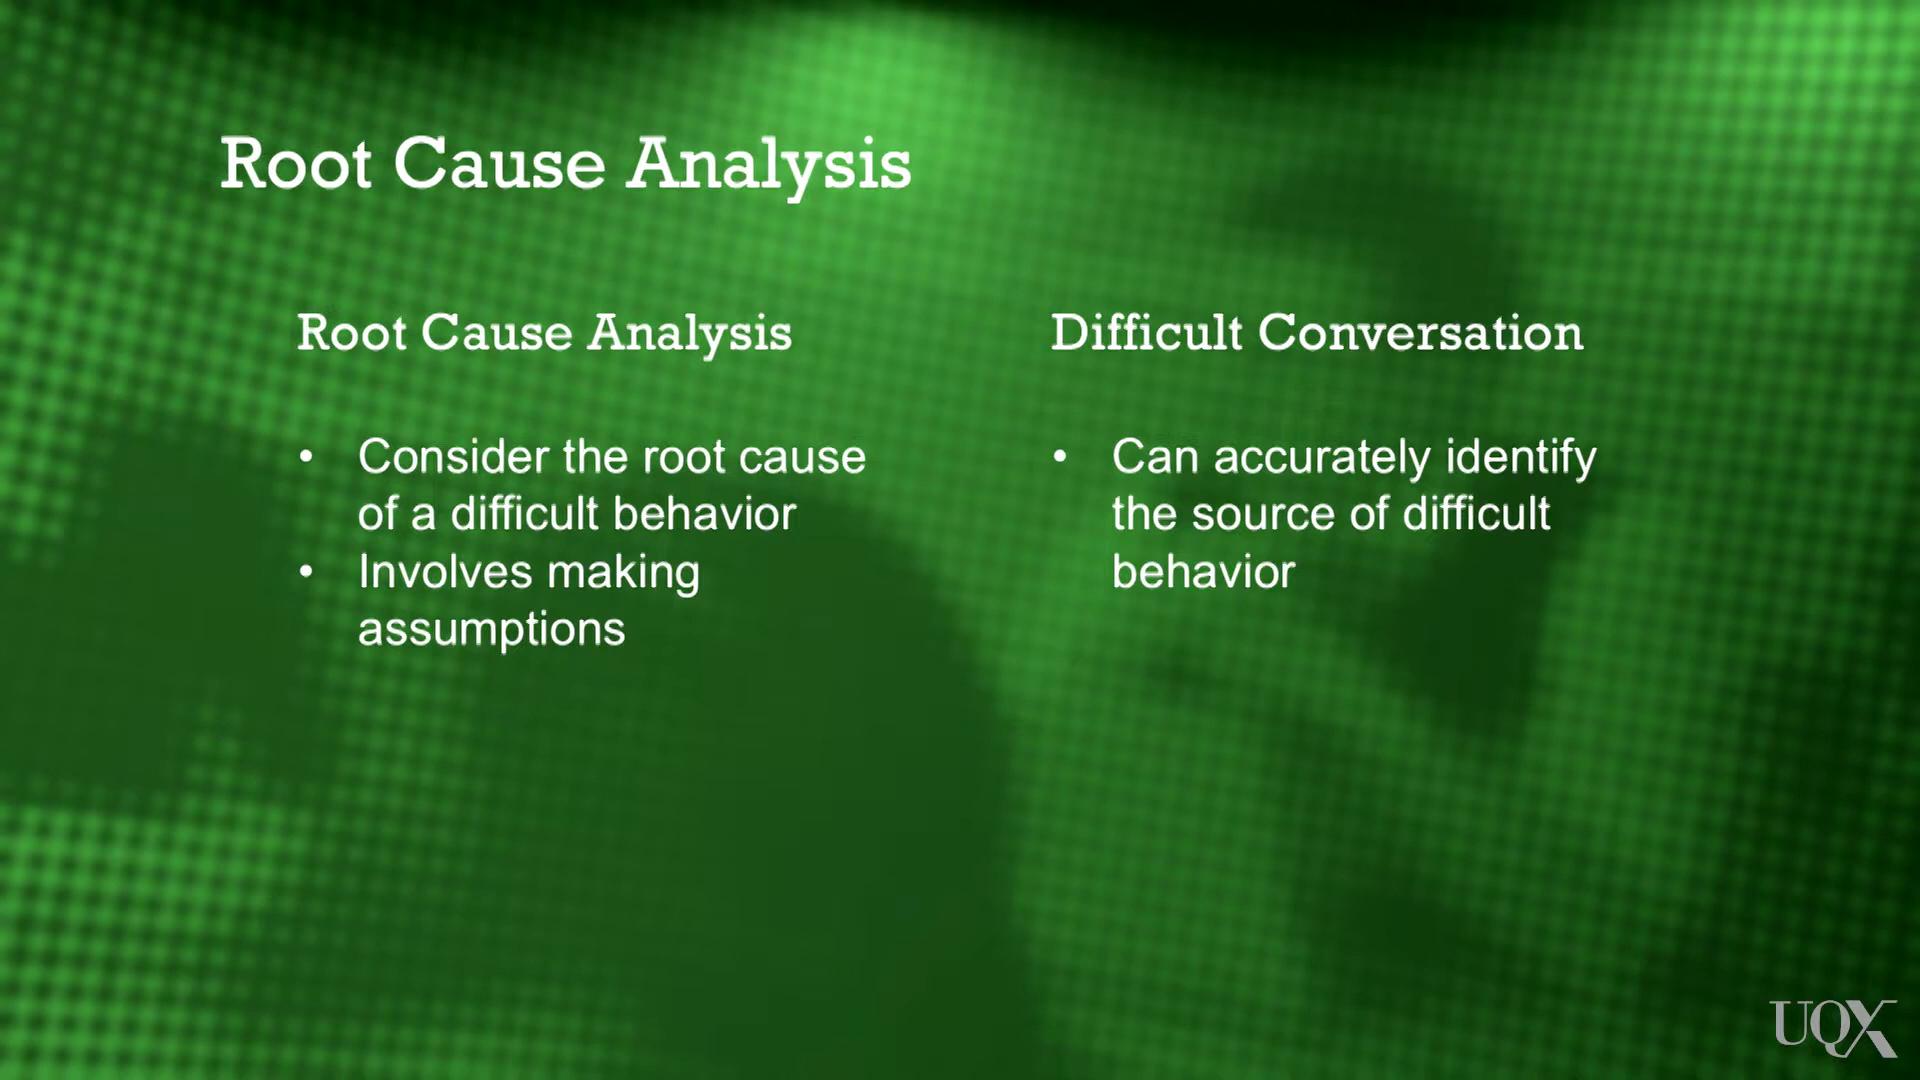 Root Cause Analysis
Root Cause Analysis
• Consider the root cause
of a difficult behavior
• Involves making
assumptions
Difficult Conversation
• Can accurately identify
the source of difficult
behavior
UQX